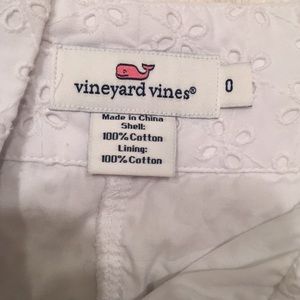 vineyard vines®
0
Made in China
Shell:
100% Cotton
Lining:
100% Cotton